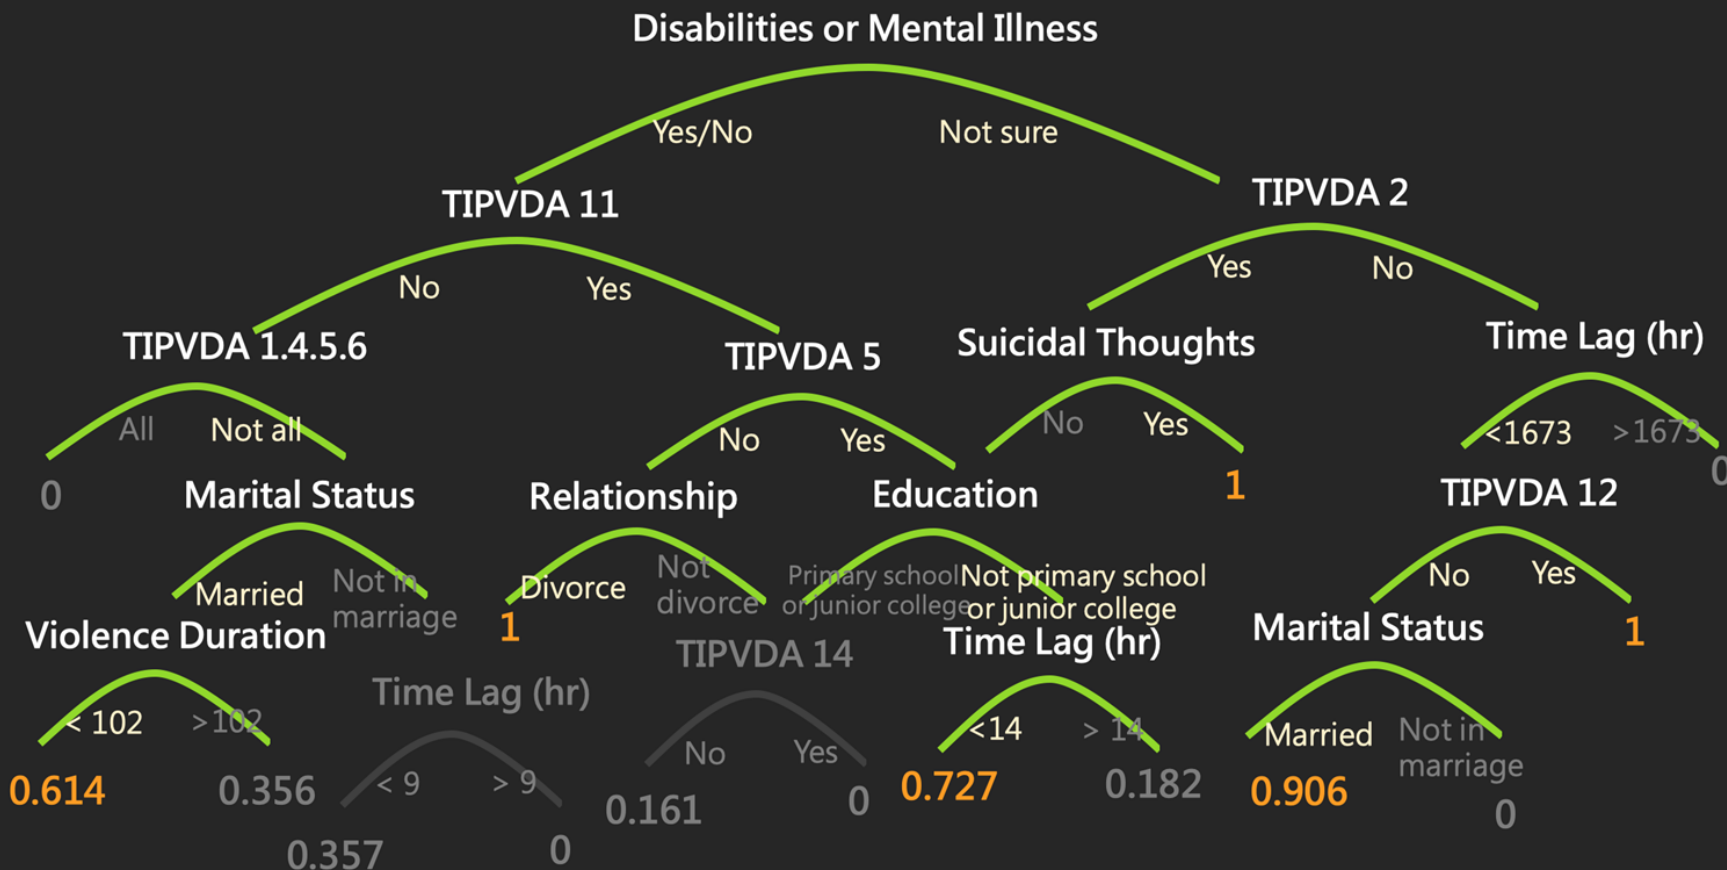 Disabilities or Mental Illness
Yes/No
Not sure
TIPVDA 11
TIPVDA 2
No
Yes
Yes
No
TIPVDA 1.4.5.6
TIPVDA 5
Suicidal Thoughts
Time Lag (hr)
All
Not all
No
Yes
No
Yes
<1673
>1673
0
Marital Status
Relationship
Education
1
TIPVDA 12
0
Married
Not in
marriage
Divorce
Not
divorce
Primary school
or junior college
Not primary school
or junior college
No
Yes
Violence Duration
Time Lag (hr)
1
TIPVDA 14
Time Lag (hr)
Marital Status
1
< 102
>102
< 9
> 9
No
Yes
<14
> 14
Married
Not in
marriage
0.614
0.356
0.357
0
0.161
0
0.727
0.182
0.906
0